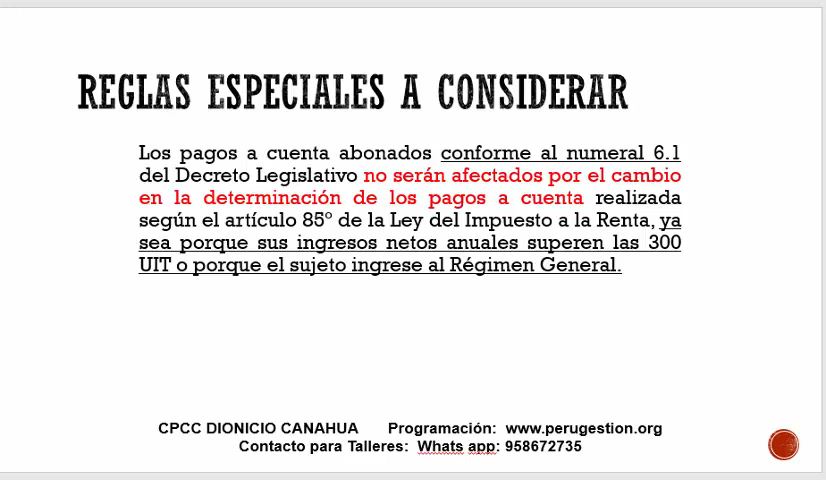 REGLAS ESPECIALES A CONSIDERAR
Los pagos a cuenta abonados conforme al numeral 6.1
del Decreto Legislativo no serán afectados por el cambio
en la determinación de los pagos a cuenta realizada
según el artículo 85° de la Ley del Impuesto a la Renta, ya
sea porque sus ingresos netos anuales superen las 300
UIT o porque el sujeto ingrese al Régimen General.
CPCC DIONICIO CANAHUA Programación: www.perugestion.org
Contacto para Talleres: Whats app: 958672735